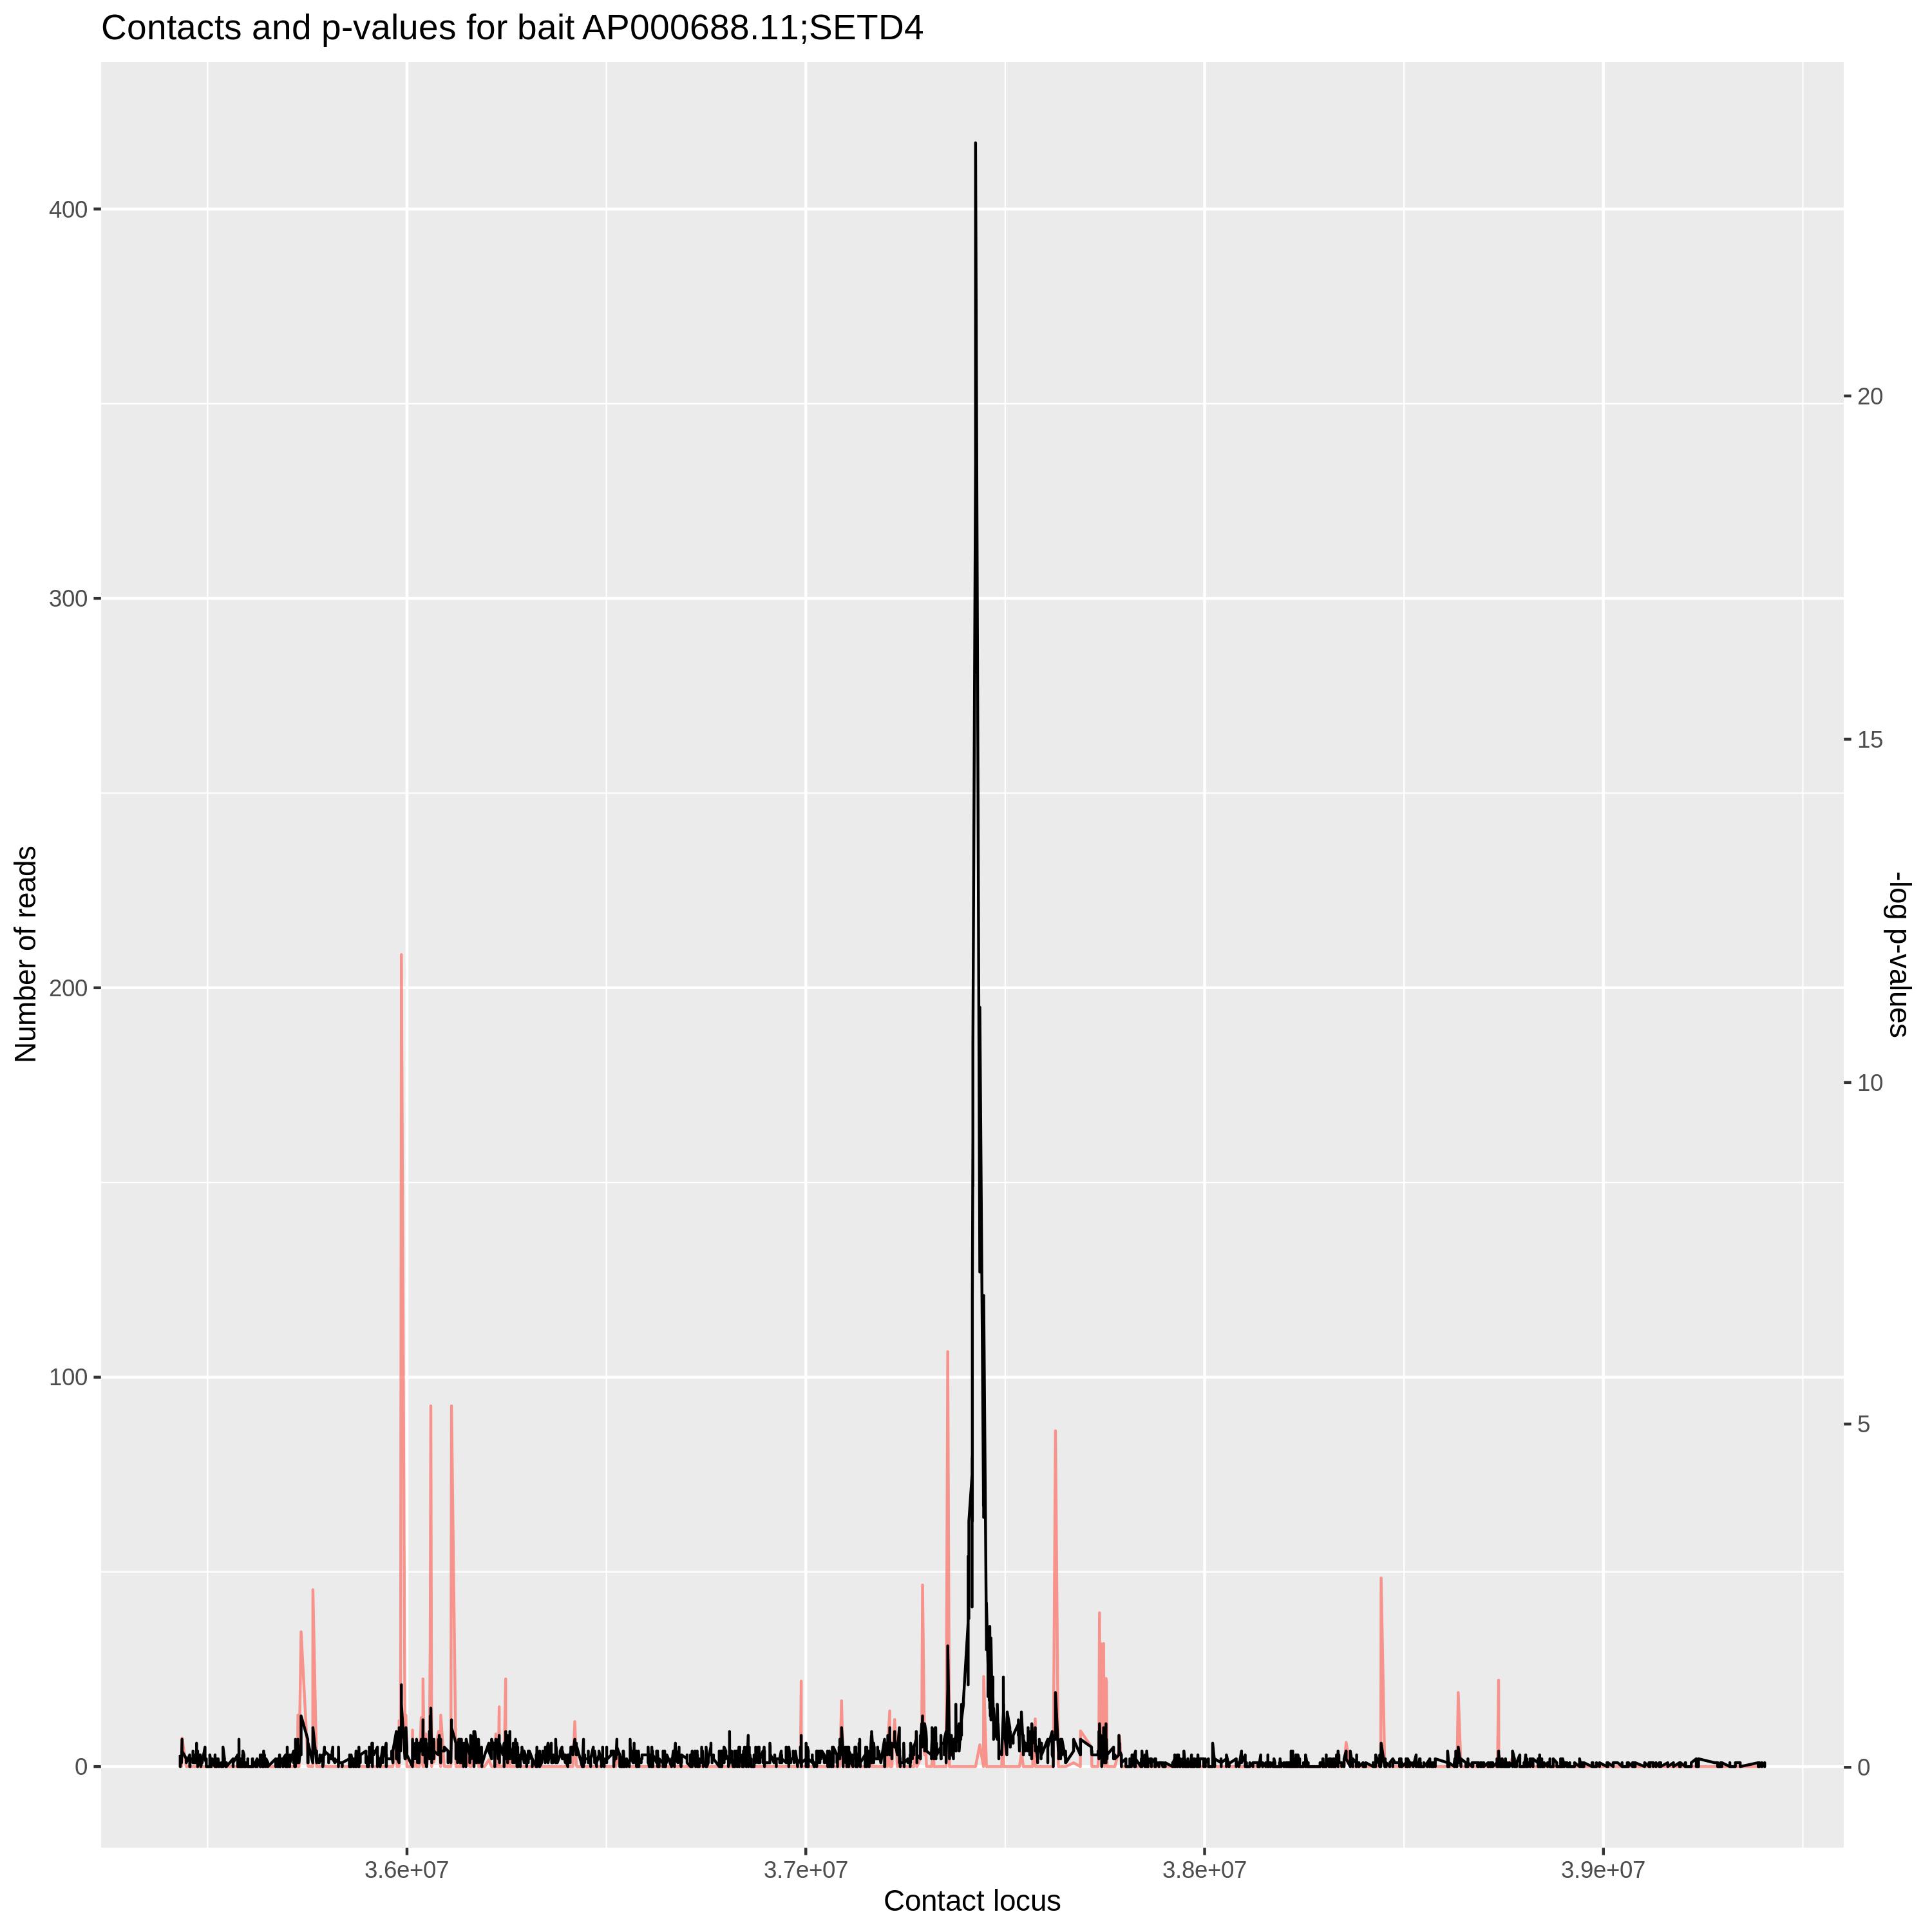 Contacts and p-values for bait AP000688.11;SETD4
400
300
200
100
0
Number of reads
20
15
10
5
0
-log p-values
3.6e+07
3.7e+07
3.8e+07
3.9e+07
Contact locus